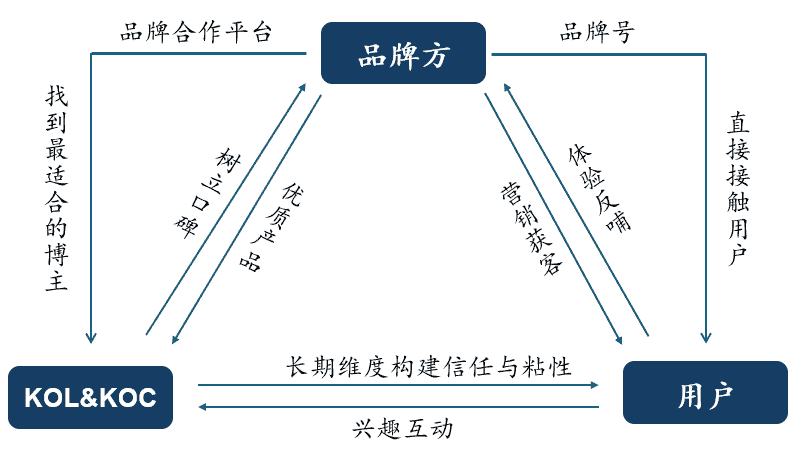 品牌合作平台
品牌方
品牌号
找到最适合的博主
树立口碑
优质产品
营销获客
体验反哺
直接接触用户
KOL&KOC
长期维度构建信任与粘性
用户
兴趣互动